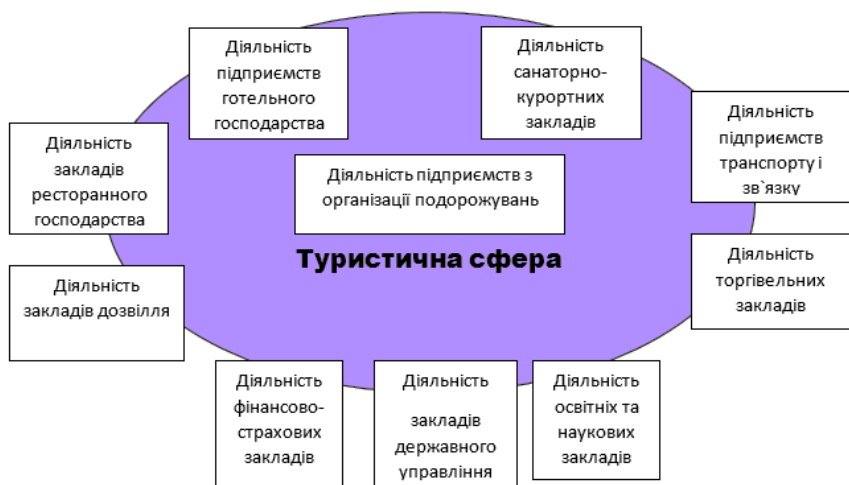 Діяльність
підприємств
готельного
господарства
Діяльність
санаторно-
курортних
закладів
Діяльність
підприємств
транспорту і
зв`язку
Діяльність
закладів
ресторанного
господарства
Діяльність підприємств з
організації подорожувань
Туристична сфера
Діяльність
торгівельних
закладів
Діяльність
закладів дозвілля
Діяльність
фінансово-
страхових
закладів
Діяльність
закладів
державного
управління
Діяльність
освітніх та
наукових
закладів